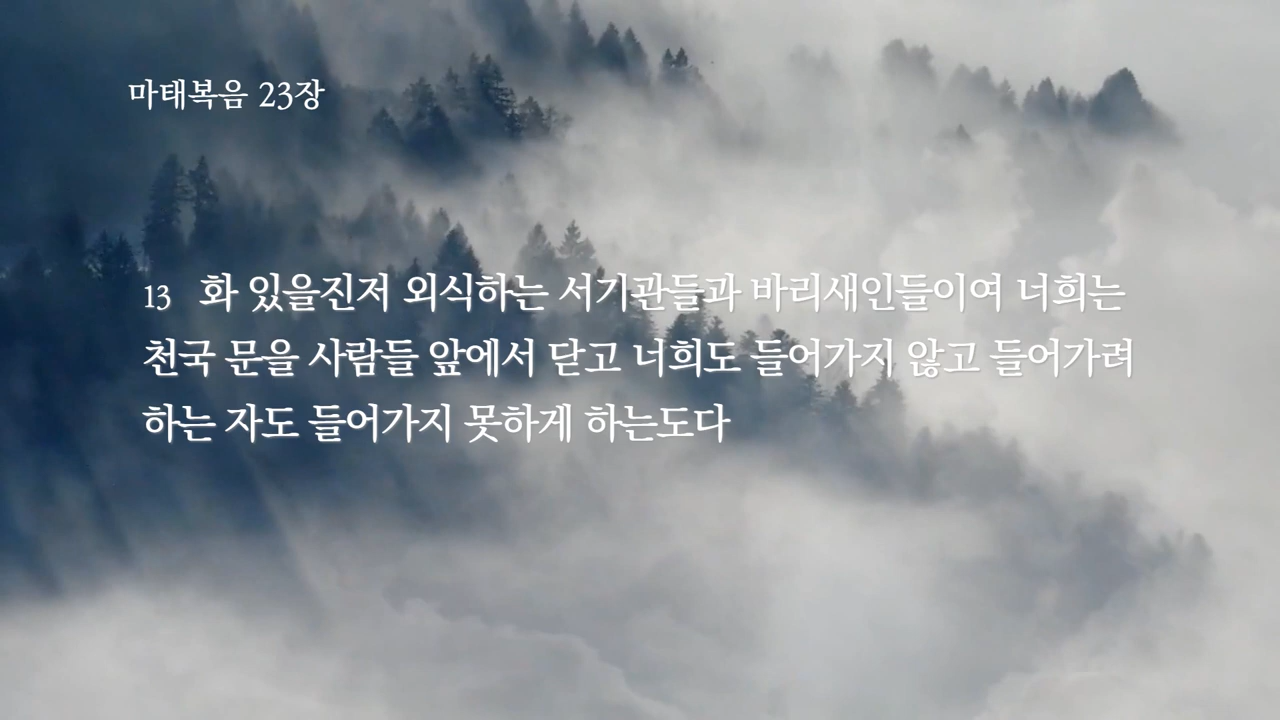 마태복음 23장
13 화 있을진저 외식하는 서기관들과 바리새인들이여 너희는
천국 문을 사람들 앞에서 닫고 너희도 들어가지 않고 들어가려
하는 자도 들어가지 못하게 하는도다